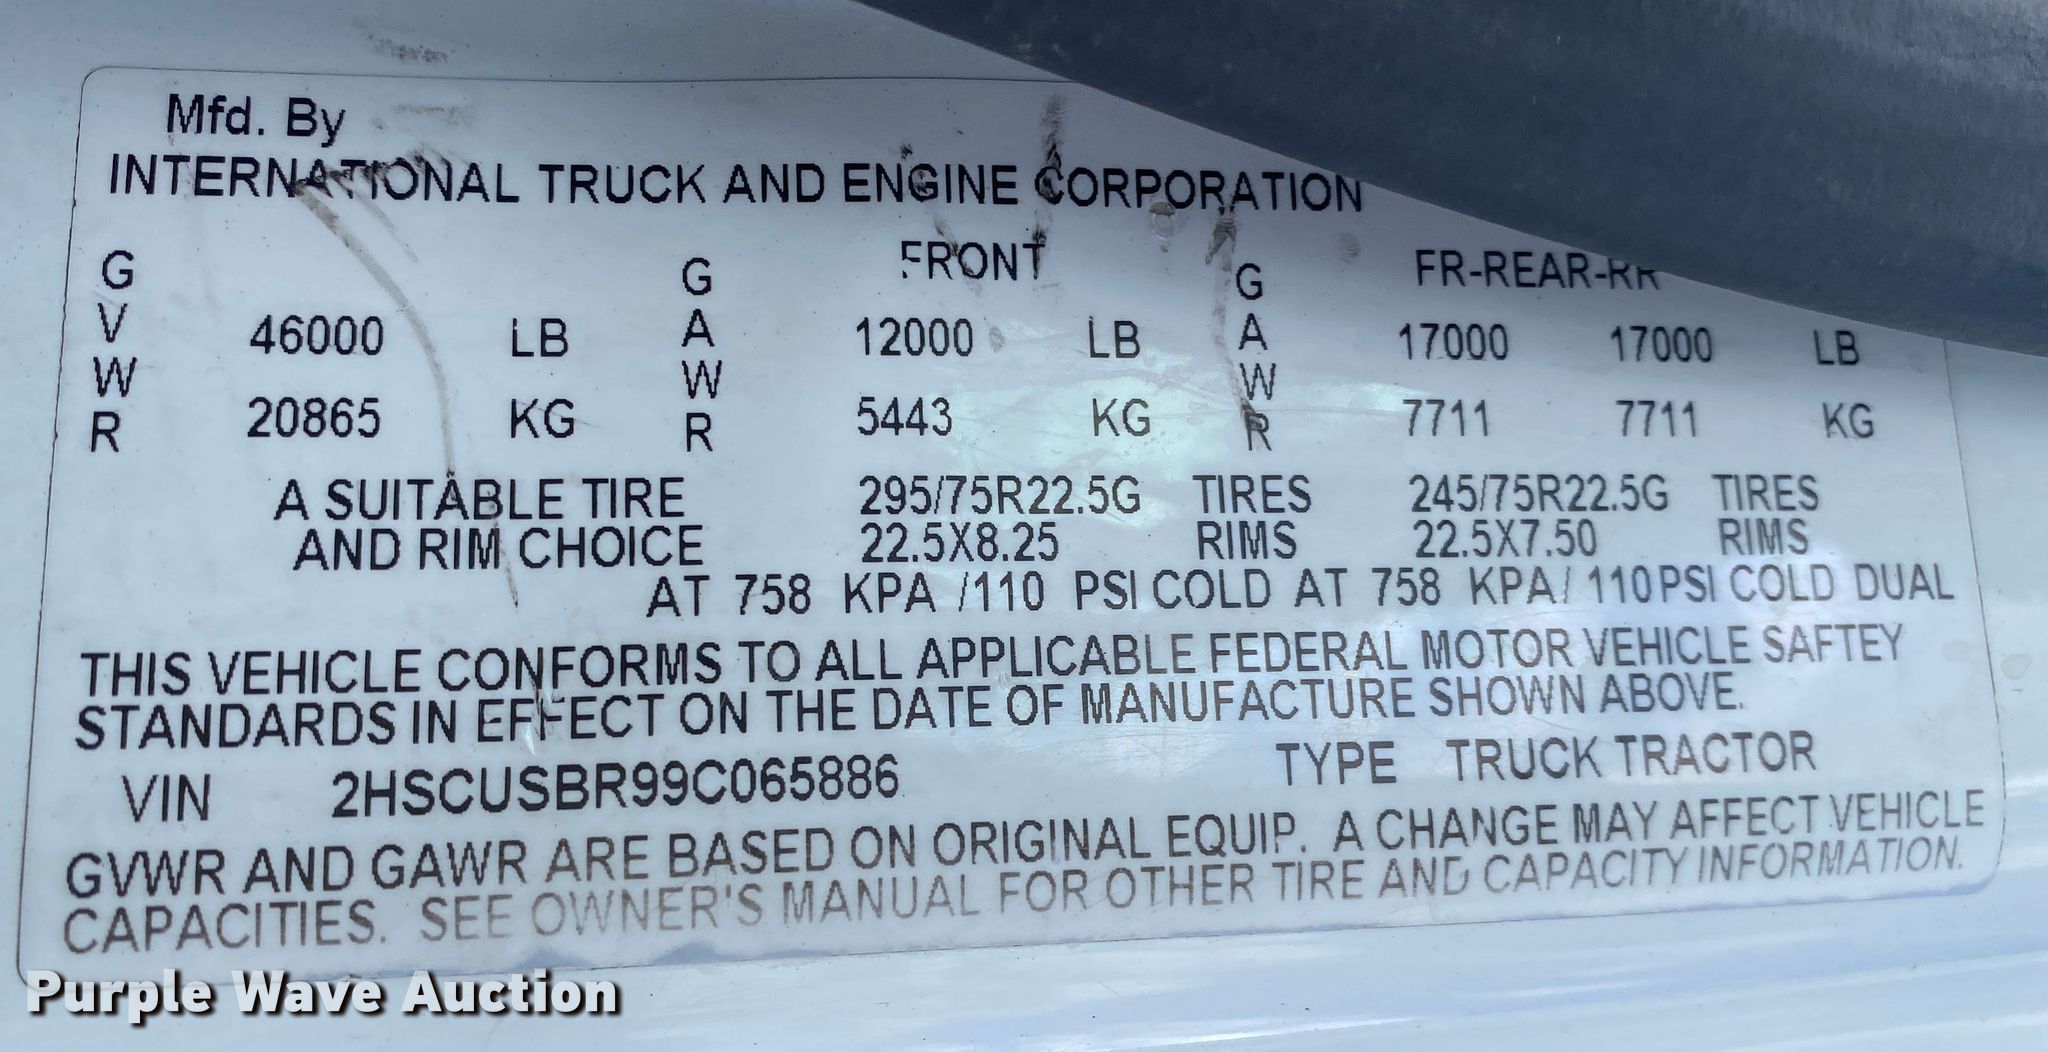 Mfd. By
INTERNATIONAL TRUCK AND ENGINE CORPORATION
GVWR GAWR FRONT GAWR FR-REAR-RR
46000 LB 12000 LB 17000 17000 LB
20865 KG 5443 KG 7711 7711 KG
A SUITABLE TIRE 295/75R22.5G TIRES 245/75R22.5G TIRES
AND RIM CHOICE 22.5X8.25 RIMS 22.5X7.50 RIMS
AT 758 KPA /110 PSI COLD AT 758 KPA/ 110 PSI COLD DUAL
THIS VEHICLE CONFORMS TO ALL APPLICABLE FEDERAL MOTOR VEHICLE SAFTEY
STANDARDS IN EFFECT ON THE DATE OF MANUFACTURE SHOWN ABOVE.
VIN 2HSCUSBR99C065886 TYPE TRUCK TRACTOR
GVWR AND GAWR ARE BASED ON ORIGINAL EQUIP. A CHANGE MAY AFFECT VEHICLE
CAPACITIES. SEE OWNER'S MANUAL FOR OTHER TIRE AND CAPACITY INFORMATION.
Purple Wave Auction